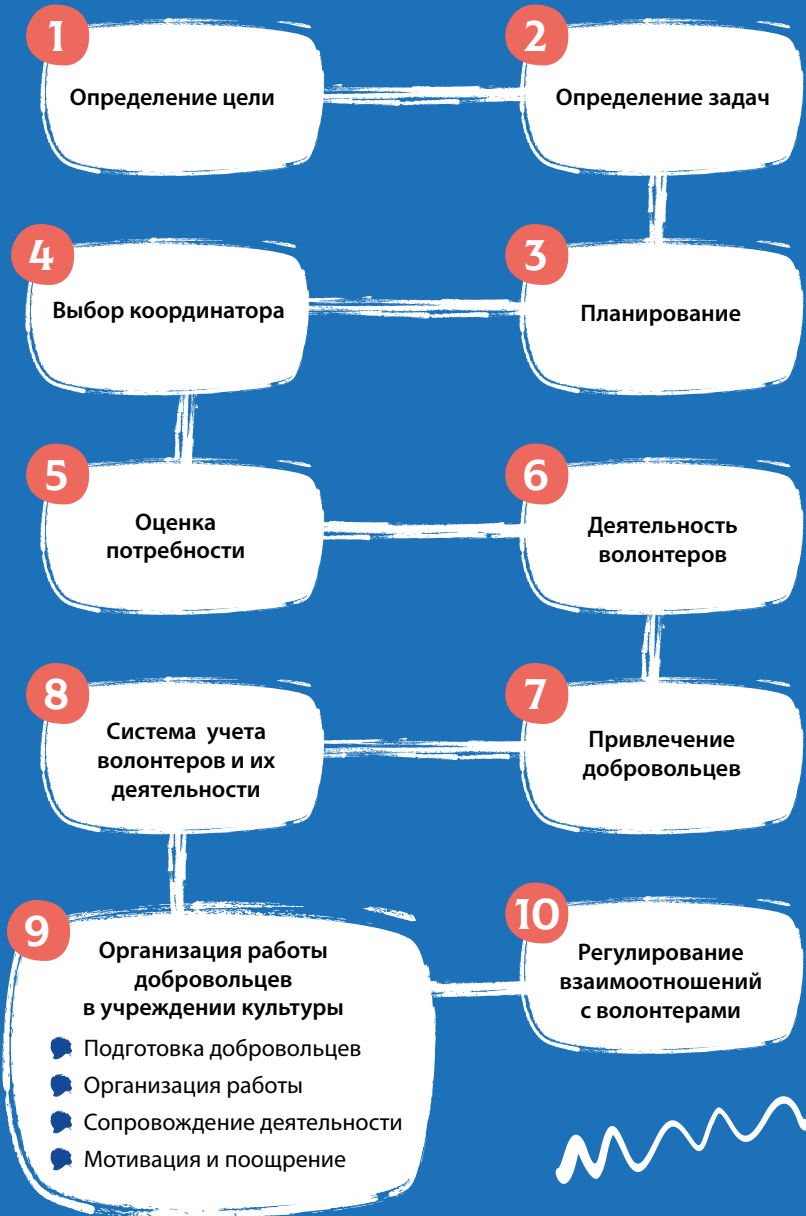 1
Определение цели
2
Определение задач
3
Планирование
4
Выбор координатора
5
Оценка
потребности
6
Деятельность
волонтеров
7
Привлечение
добровольцев
8
Система учета
волонтеров и их
деятельности
9
Организация работы
добровольцев
в учреждении культуры
Подготовка добровольцев
Организация работы
Сопровождение деятельности
Мотивация и поощрение
10
Регулирование
взаимоотношений
с волонтерами